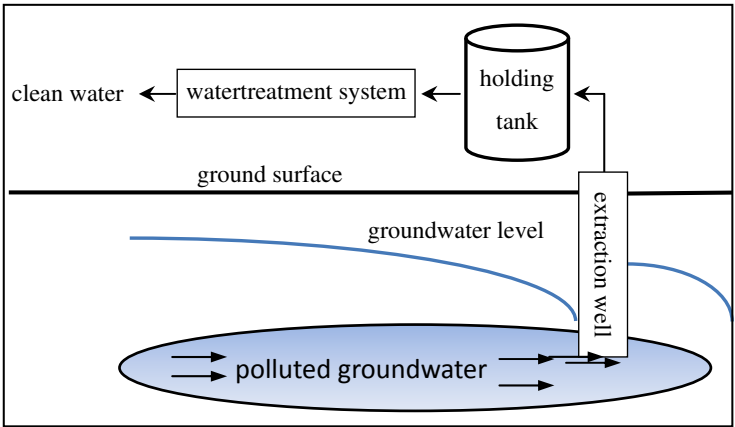 clean water
watertreatment system
holding
tank
ground surface
groundwater level
extraction well
polluted groundwater